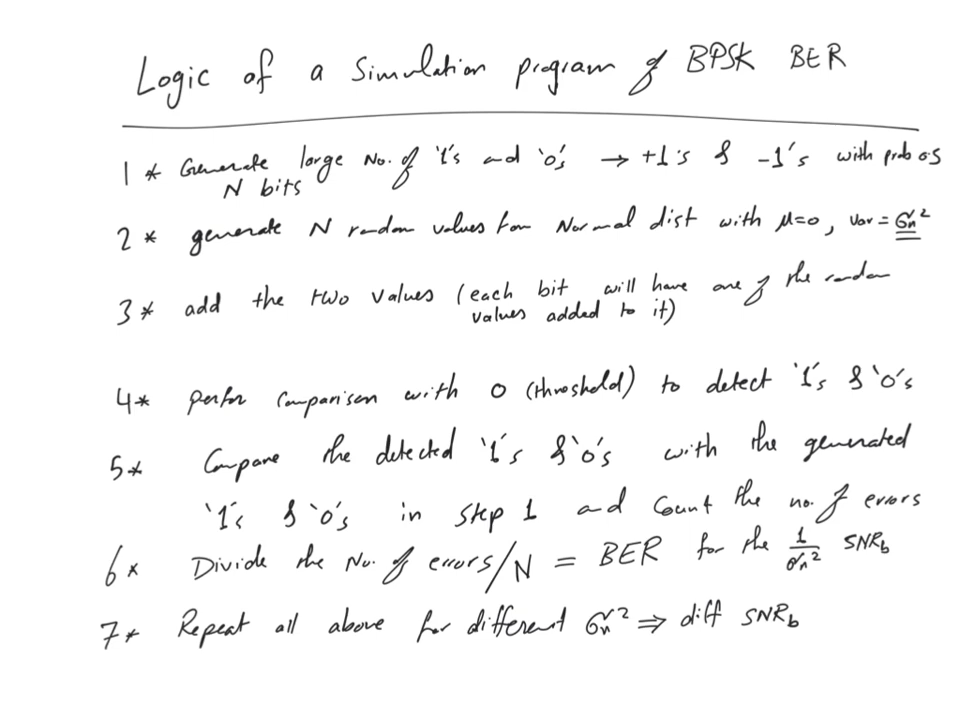 Logic of a Simulation program of BPSK BER
1 * Generate large No. of '1's and '0's → +1's & -1's with prob 0.5
N bits
2 * generate N random values from Normal dist with μ=0, Var = σn²
3 * add the two values (each bit will have one of the random
values added to it)
4 * perfor Comparison with 0 (threshold) to detect '1's & '0's
5 * Compare the detected '1's & '0's with the generated
'1's & '0's in step 1 and Count the no. of errors
6 * Divide the No. of errors/N = BER for the 1/σn² SNRb
7 * Repeat all above for different σn² ⇒ diff SNRb